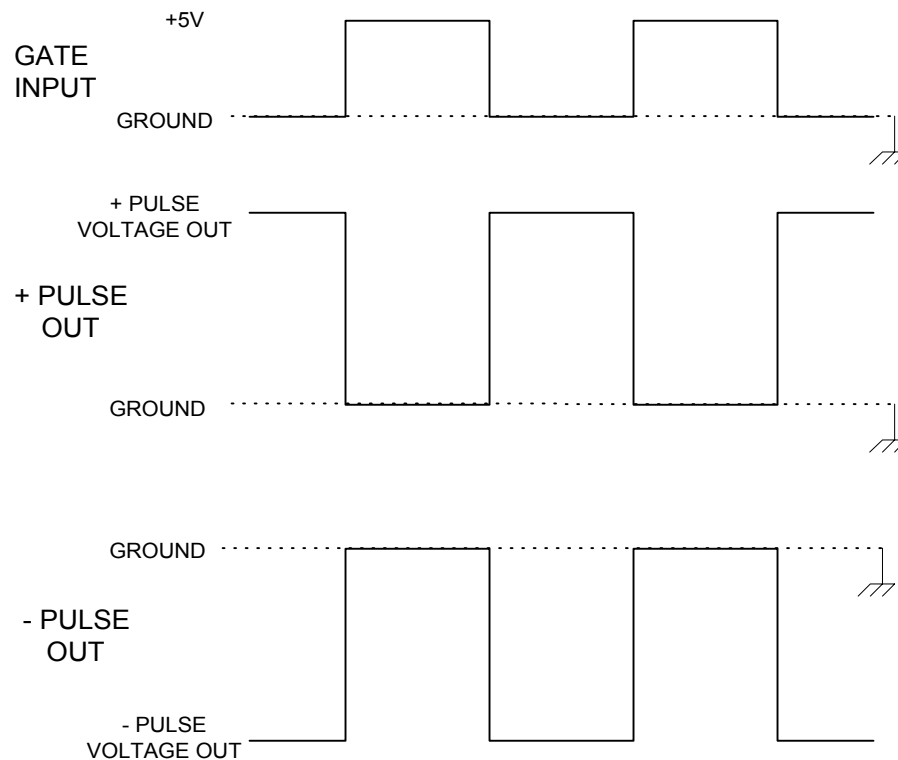 +5V
GATE
INPUT
GROUND
+ PULSE
VOLTAGE OUT
+ PULSE
OUT
GROUND
GROUND
- PULSE
OUT
- PULSE
VOLTAGE OUT